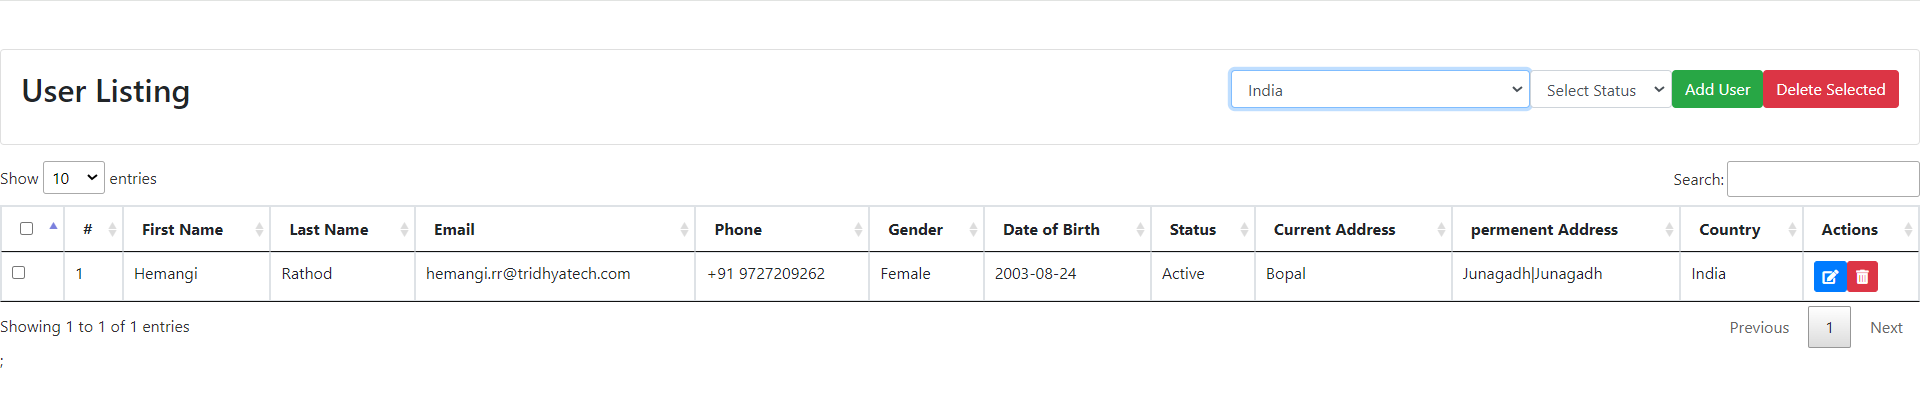 User Listing
India Select Status Add User Delete Selected
Show 10 entries Search:
# First Name Last Name Email Phone Gender Date of Birth Status Current Address permenent Address Country Actions
1 Hemangi Rathod hemangi.rr@tridhyatech.com +91 9727209262 Female 2003-08-24 Active Bopal Junagadh|Junagadh India
Showing 1 to 1 of 1 entries Previous 1 Next
;